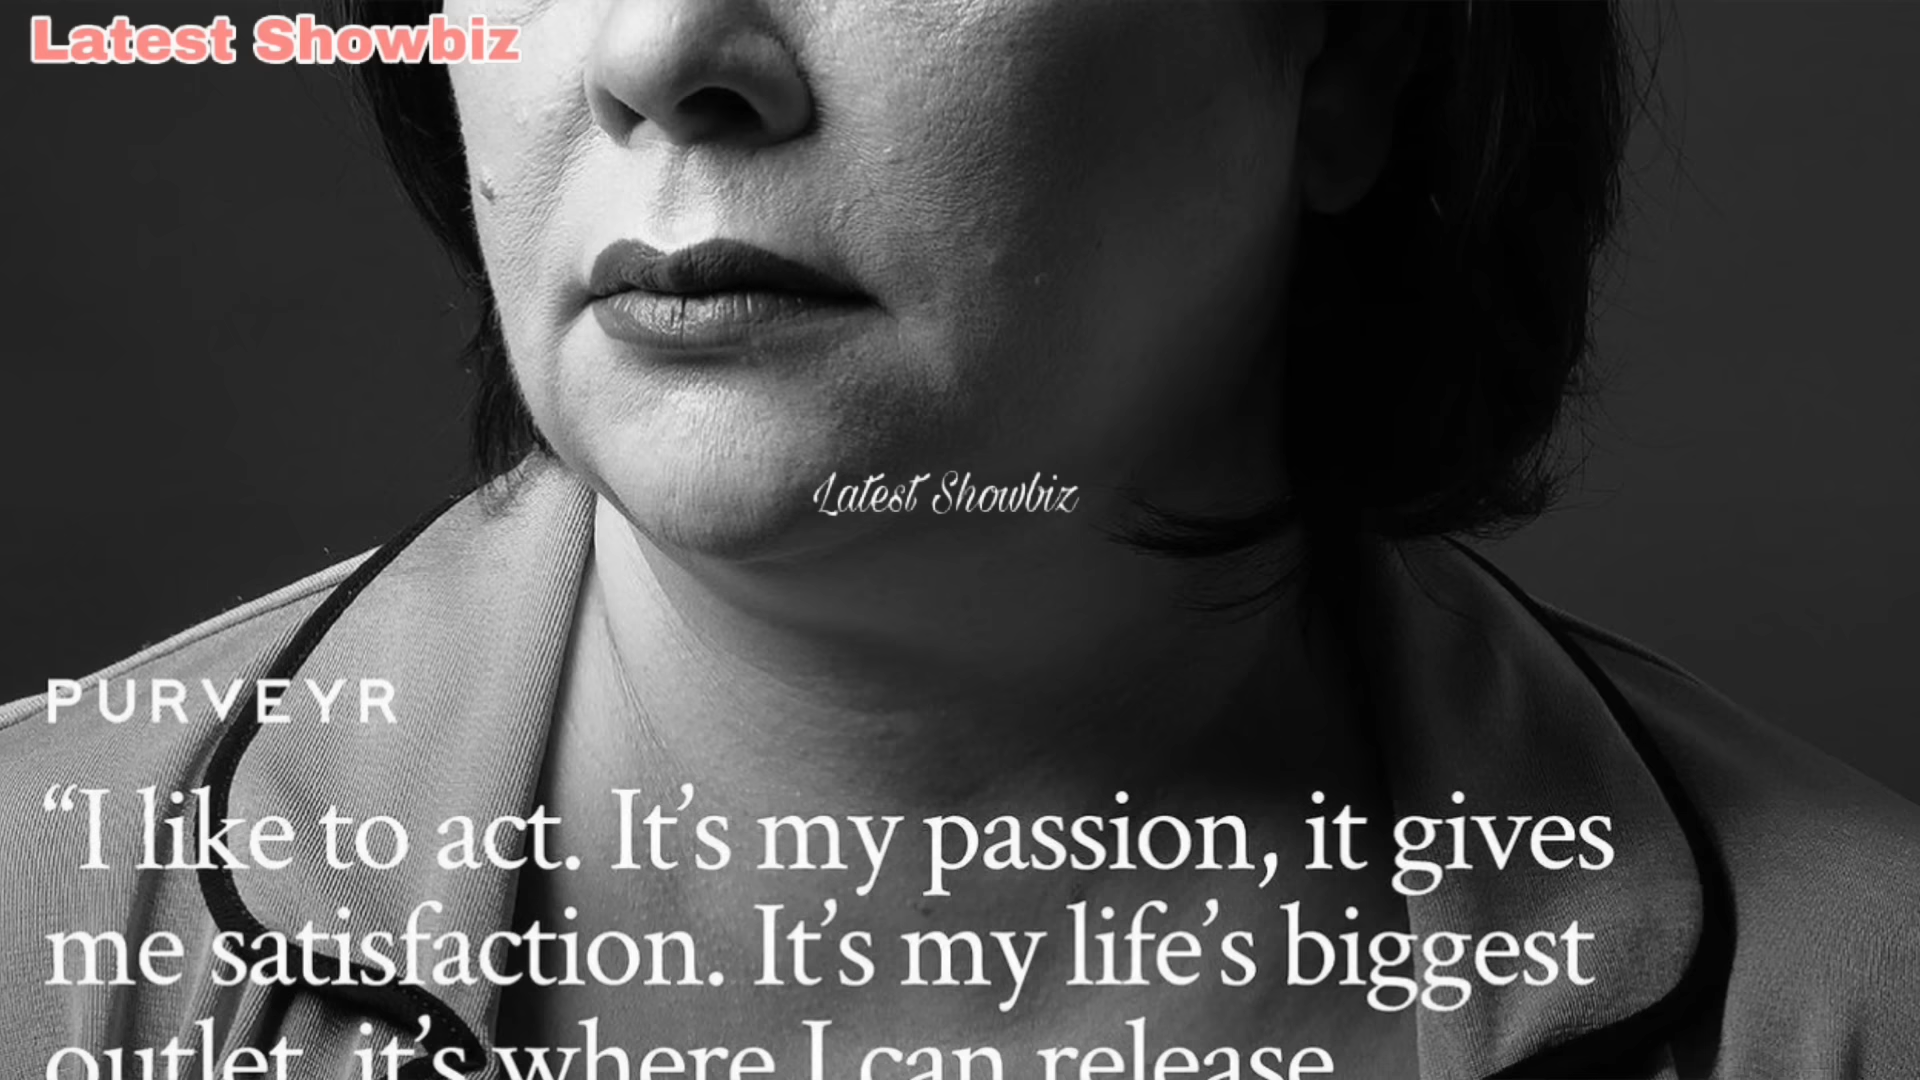 Latest Showbiz
Latest Showbiz
PURVEYR
“I like to act. It’s my passion, it gives
me satisfaction. It’s my life’s biggest
outlet, it’s where I can release